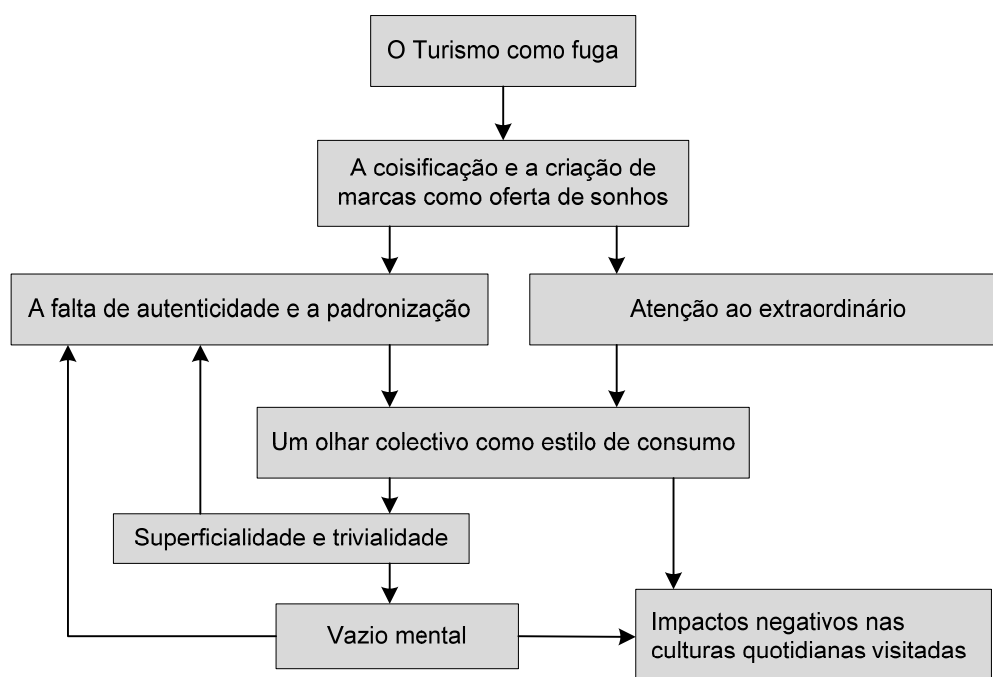 O Turismo como fuga
A coisificação e a criação de
marcas como oferta de sonhos
A falta de autenticidade e a padronização
Atenção ao extraordinário
Um olhar colectivo como estilo de consumo
Superficialidade e trivialidade
Vazio mental
Impactos negativos nas
culturas quotidianas visitadas